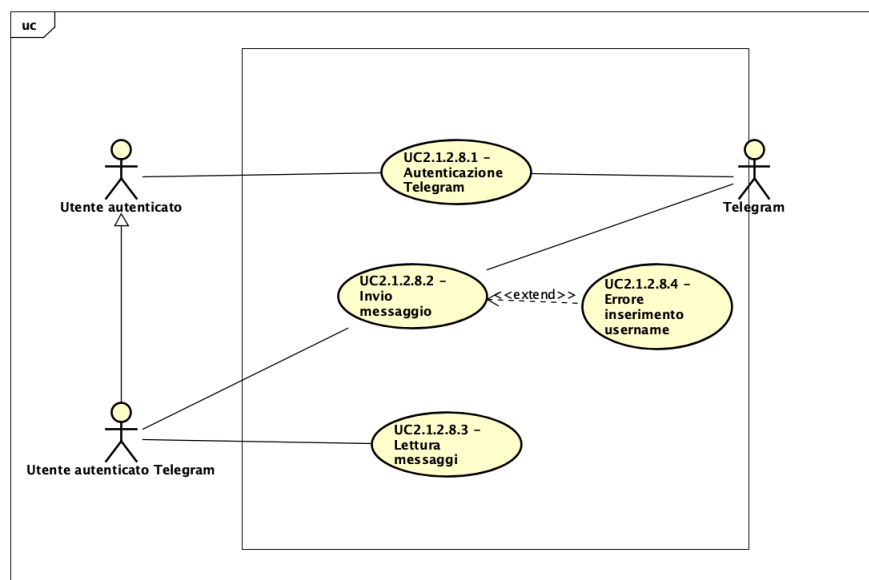 uc
UC2.1.2.8.1 -
Autenticazione
Telegram
Utente autenticato
Telegram
UC2.1.2.8.2 -
Invio
messaggio
<<extend>>
UC2.1.2.8.4 -
Errore
inserimento
username
UC2.1.2.8.3 -
Lettura
messaggi
Utente autenticato Telegram